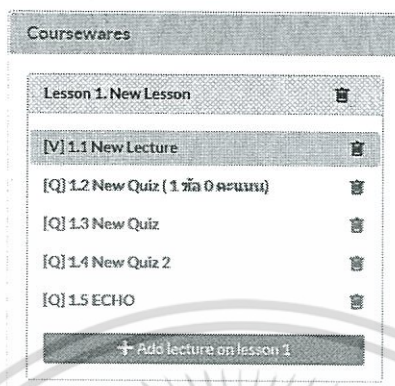 Coursewares
Lesson 1. New Lesson
[V] 1.1 New Lecture
[Q] 1.2 New Quiz ( 1 ข้อ 0 คะแนน)
[Q] 1.3 New Quiz
[Q] 1.4 New Quiz 2
[Q] 1.5 ECHO
+ Add lecture on lesson 1